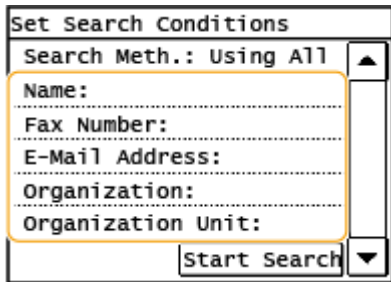 Set Search Conditions
Search Meth.: Using All
Name:
Fax Number:
E-Mail Address:
Organization:
Organization Unit:
Start Search